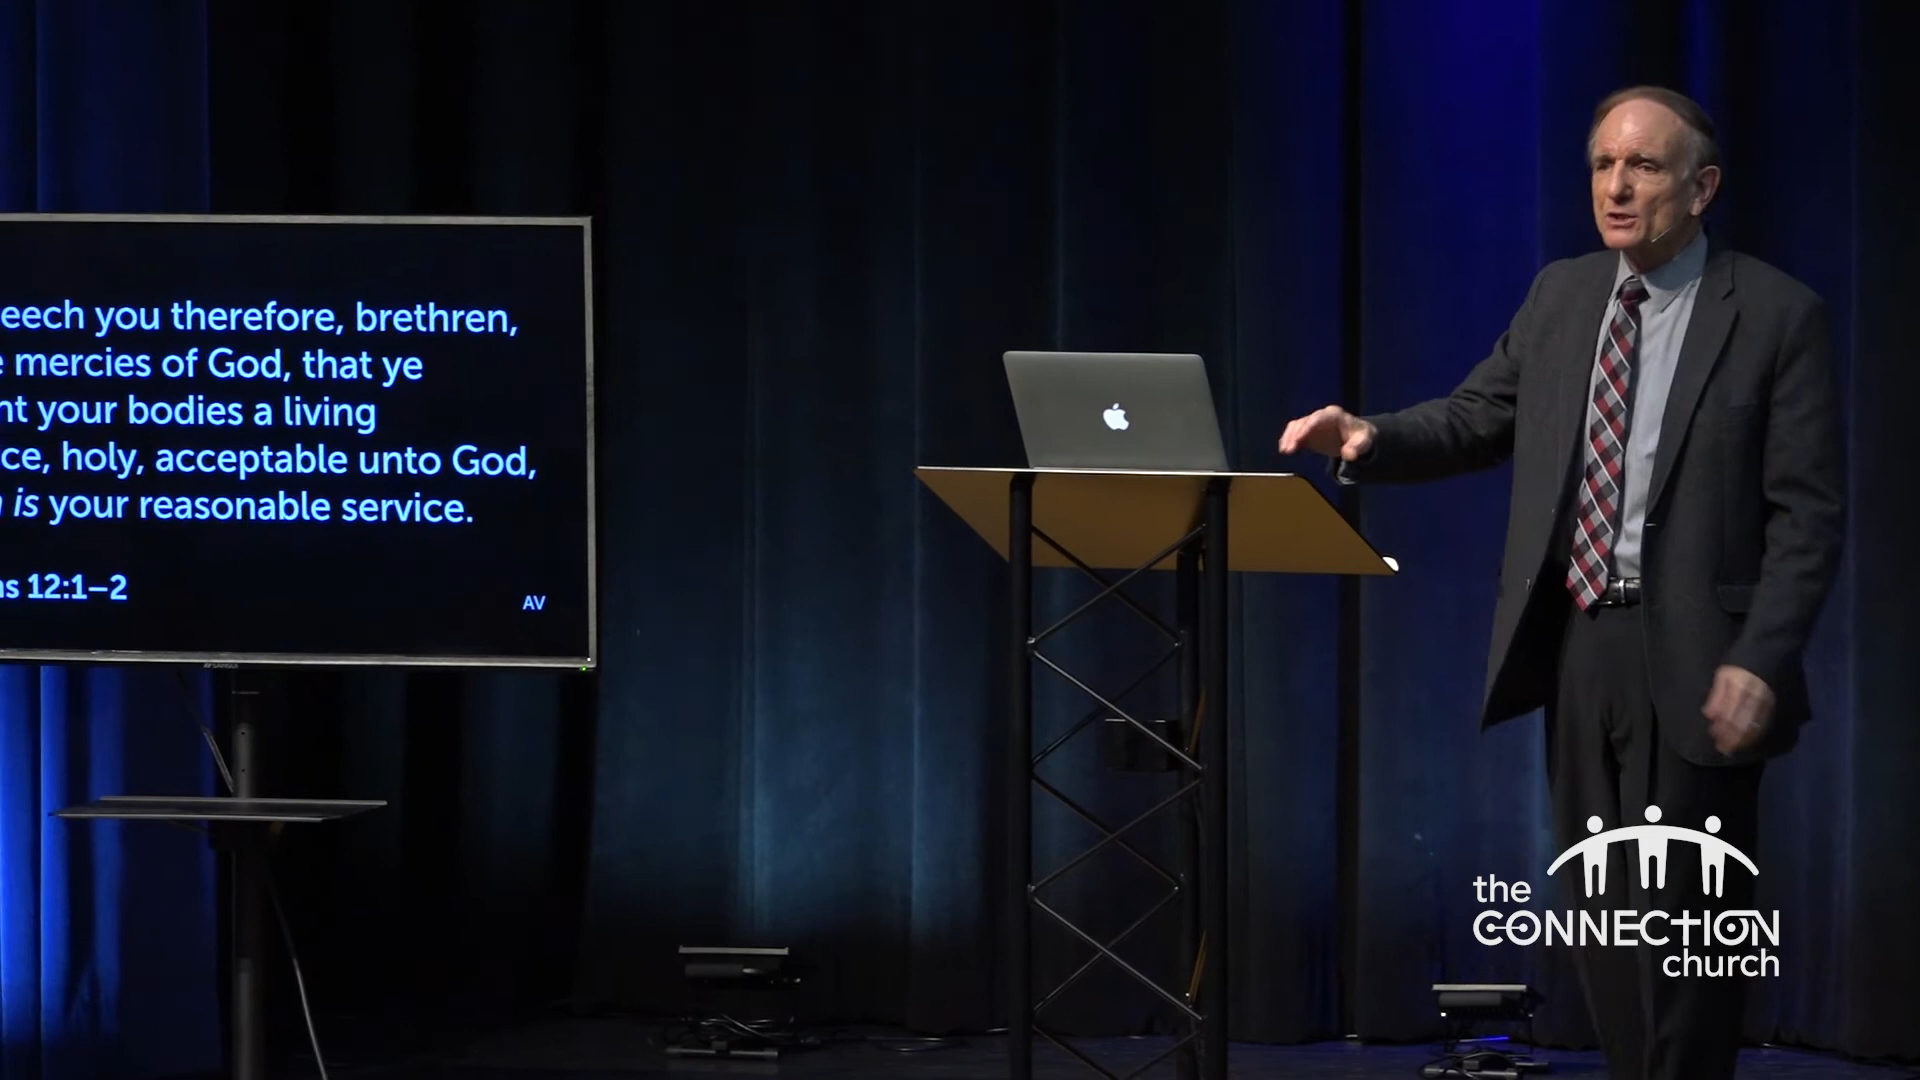 eech you therefore, brethren,
mercies of God, that ye
nt your bodies a living
ce, holy, acceptable unto God,
is your reasonable service.
ns 12:1–2
AV
the
CONNECTION
church